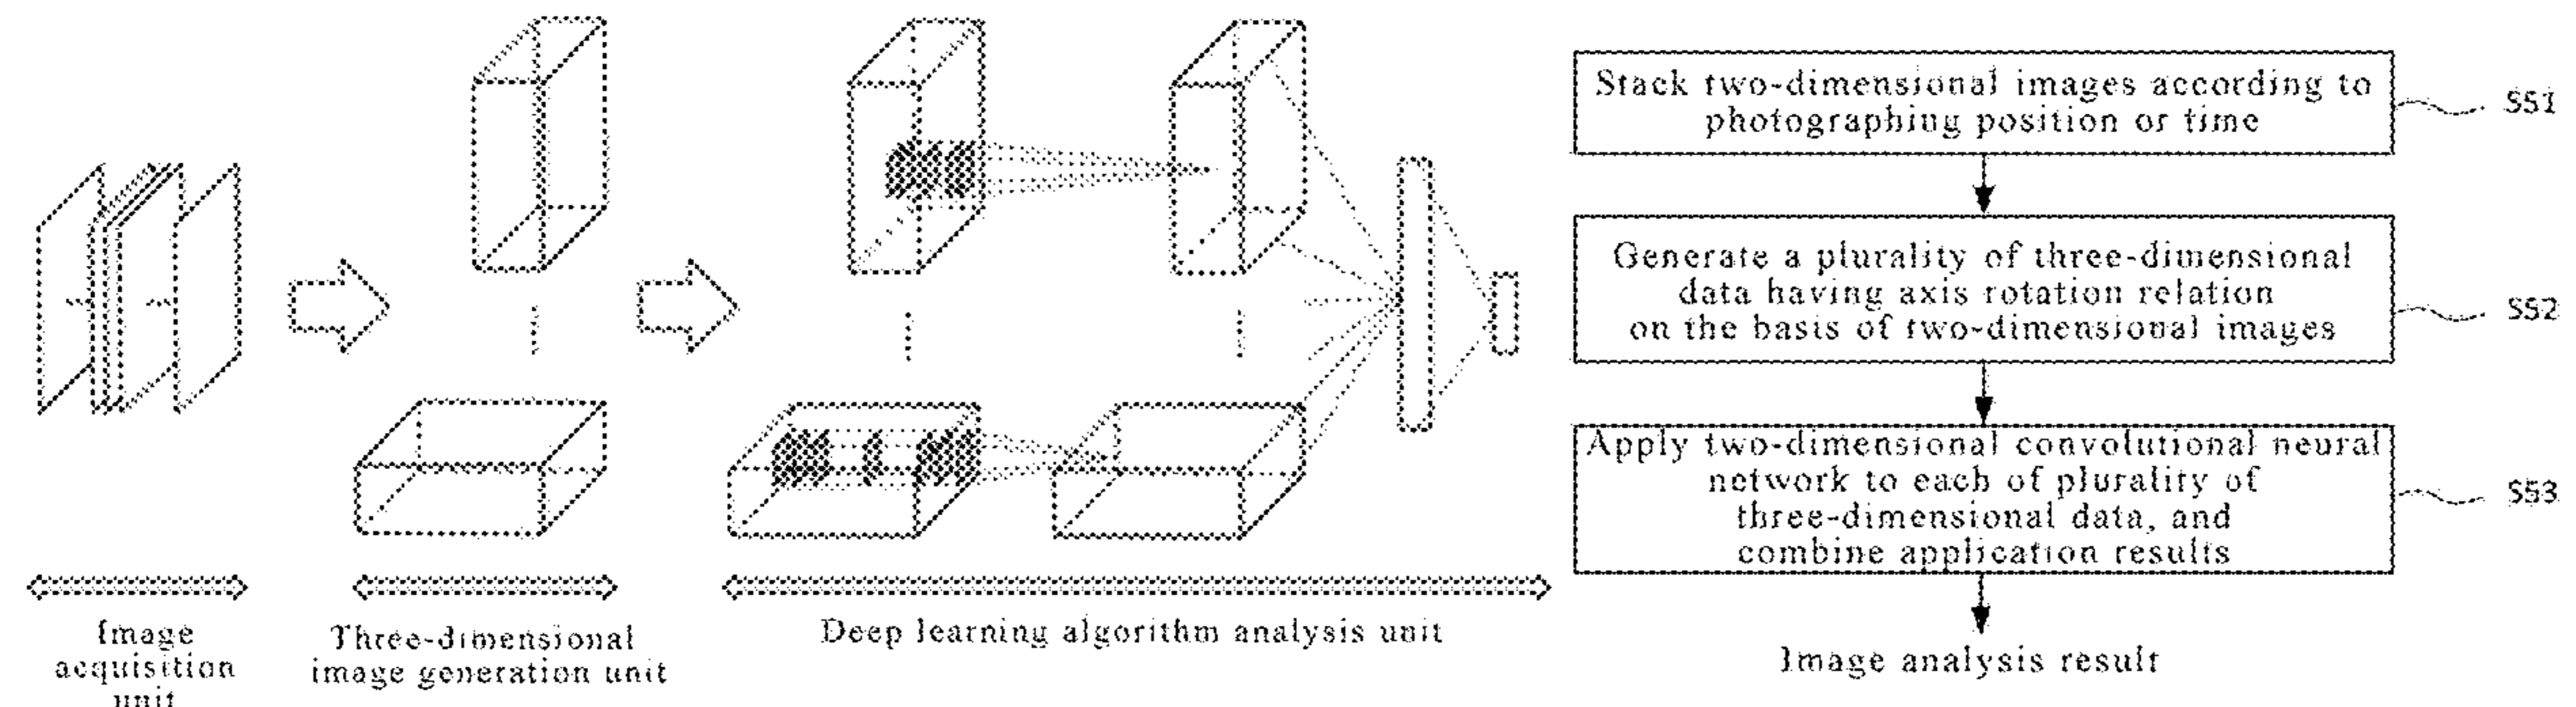 Image
acquisition
unit
Three-dimensional
image generation unit
Deep learning algorithm analysis unit
Stack two-dimensional images according to
photographing position or time
S51
Generate a plurality of three-dimensional
data having axis rotation relation
on the basis of two-dimensional images
S52
Apply two-dimensional convolutional neural
network to each of plurality of
three-dimensional data, and
combine application results
S53
Image analysis result